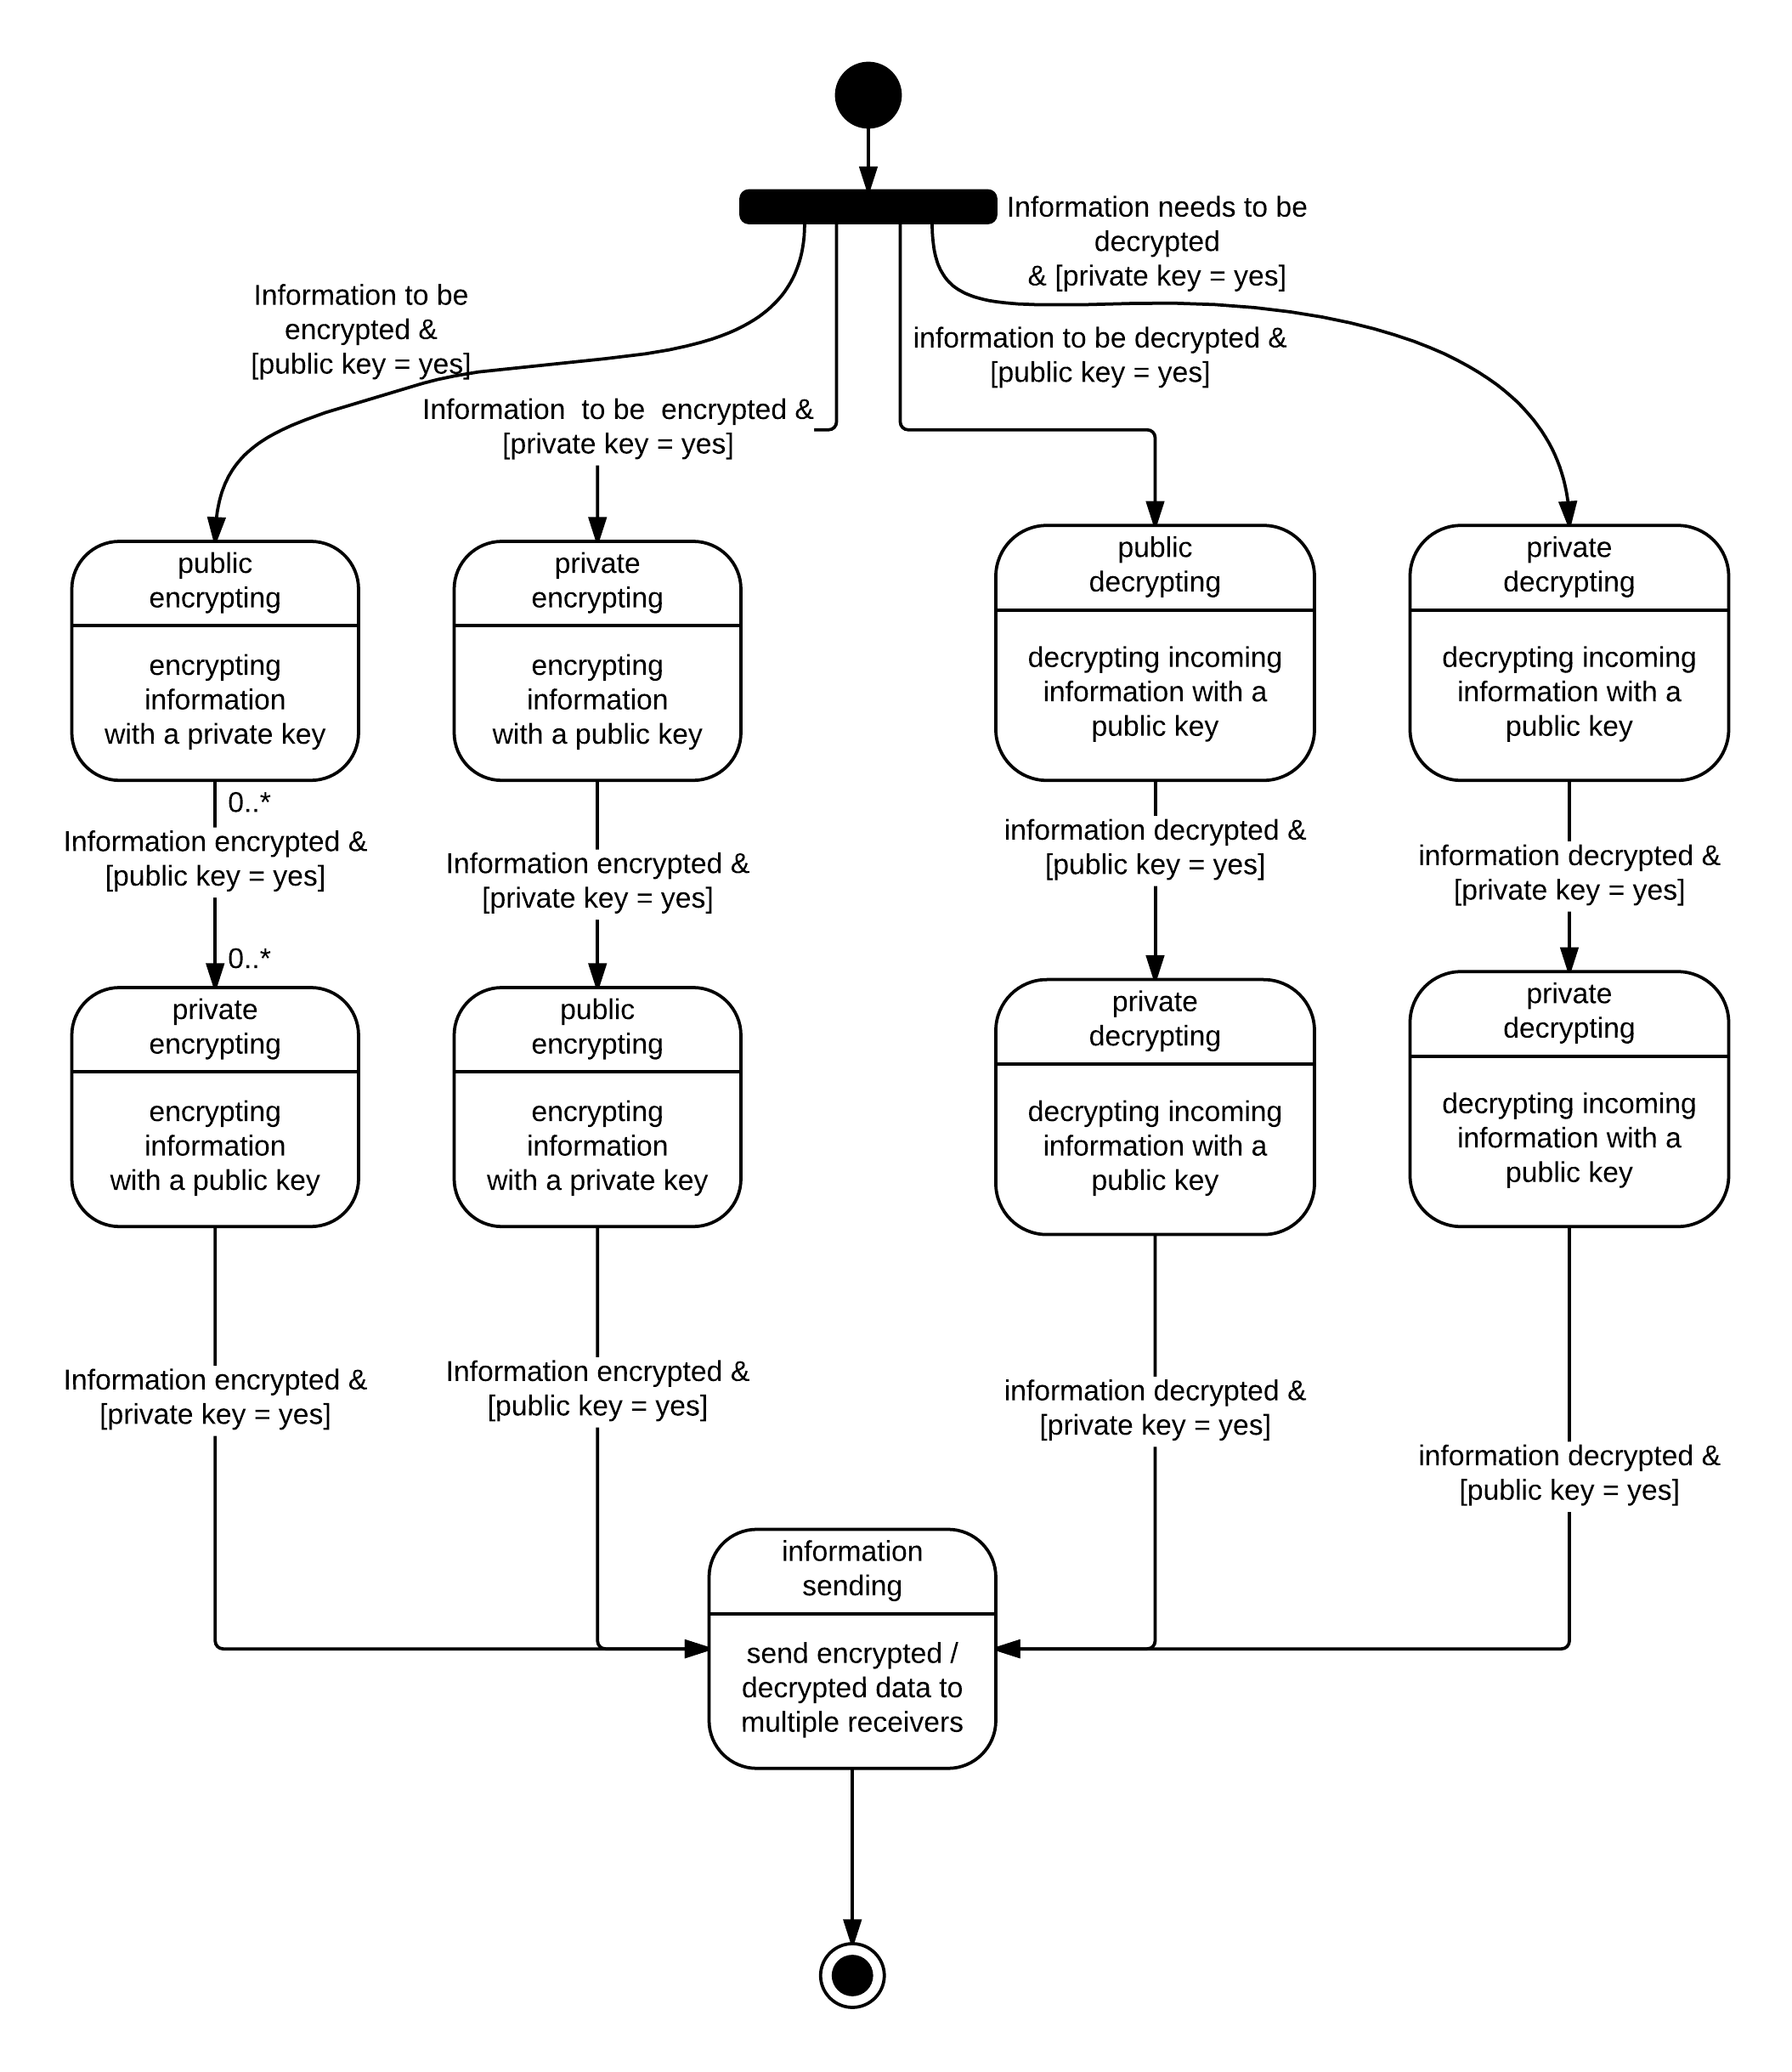 Information needs to be
decrypted
& [private key = yes]
Information to be
encrypted &
[public key = yes]
information to be decrypted &
[public key = yes]
Information  to be  encrypted &
[private key = yes]
public
encrypting
encrypting
information
with a private key
private
encrypting
encrypting
information
with a public key
public
decrypting
decrypting incoming
information with a
public key
private
decrypting
decrypting incoming
information with a
public key
0..*
Information encrypted &
[public key = yes]
0..*
Information encrypted &
[private key = yes]
information decrypted &
[public key = yes]
information decrypted &
[private key = yes]
private
encrypting
encrypting
information
with a public key
public
encrypting
encrypting
information
with a private key
private
decrypting
decrypting incoming
information with a
public key
private
decrypting
decrypting incoming
information with a
public key
Information encrypted &
[private key = yes]
Information encrypted &
[public key = yes]
information decrypted &
[private key = yes]
information decrypted &
[public key = yes]
information
sending
send encrypted /
decrypted data to
multiple receivers